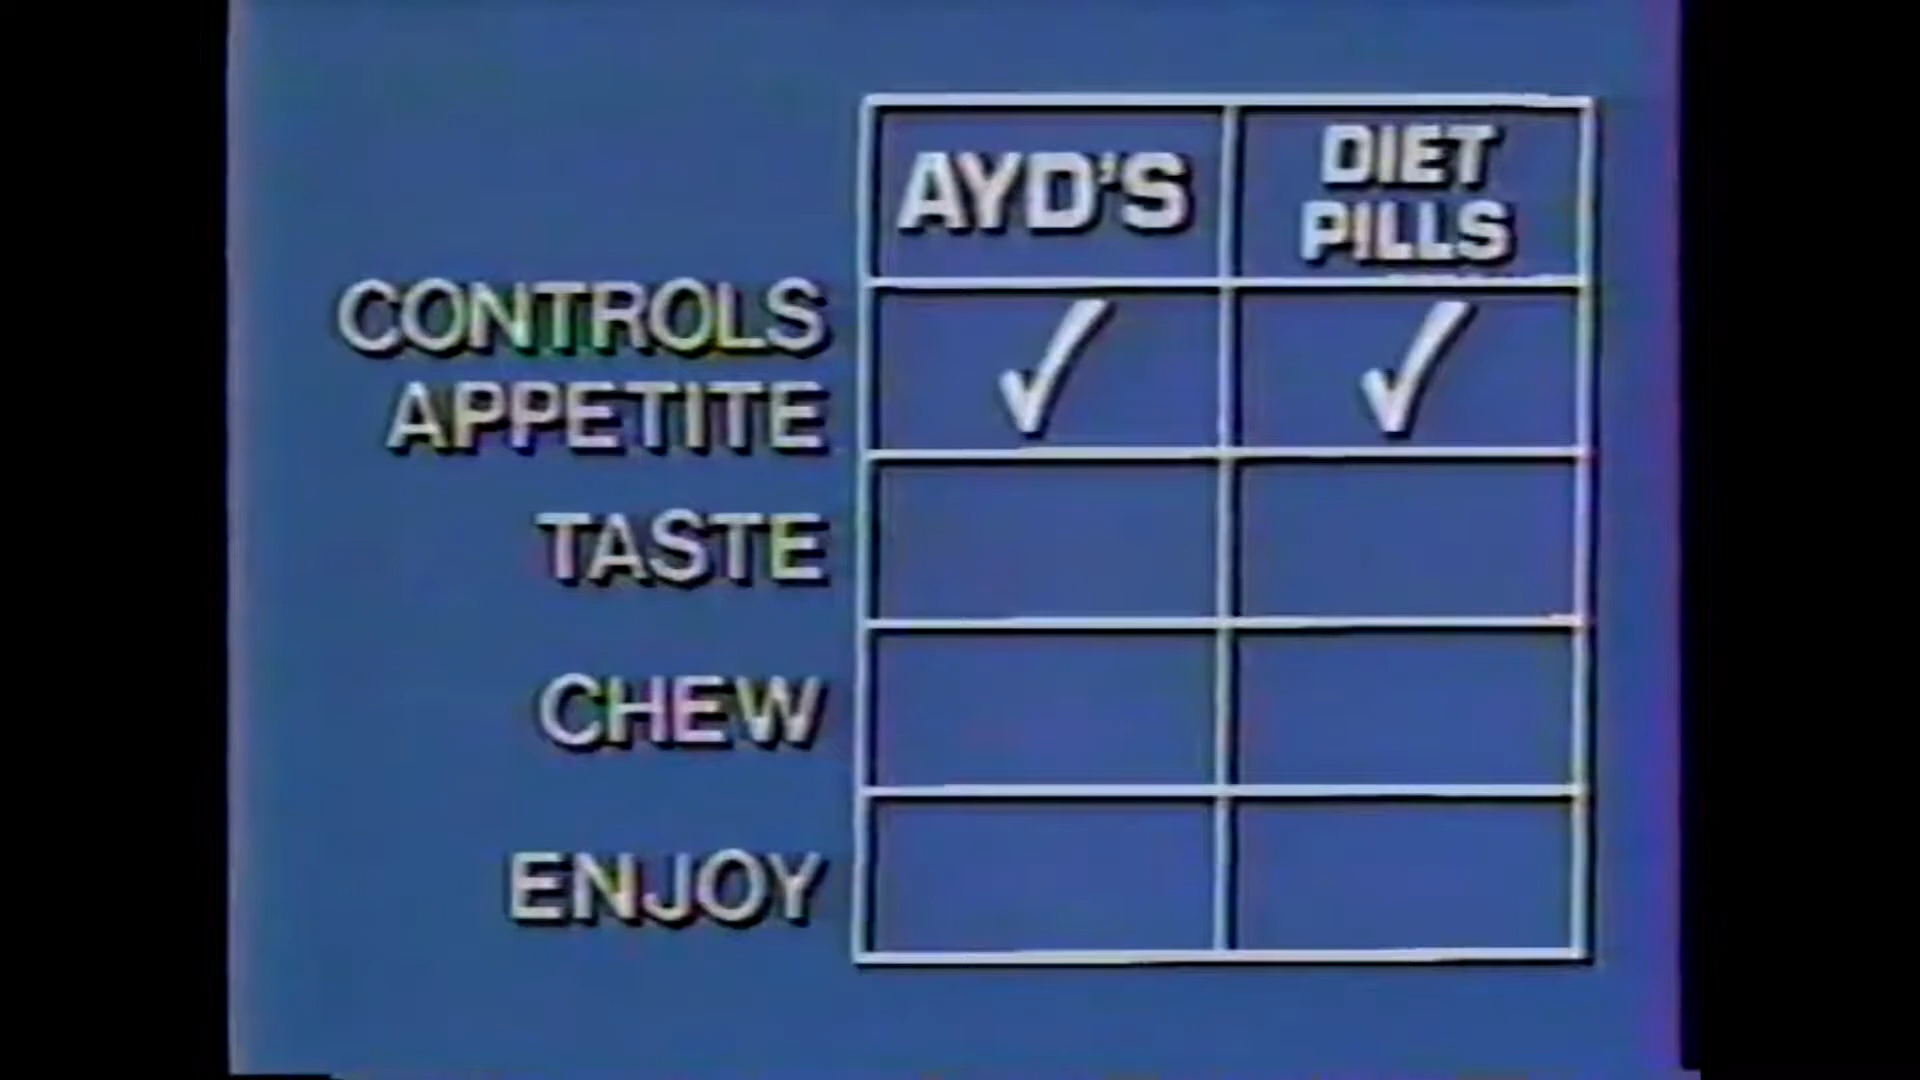 AYD'S
DIET
PILLS
CONTROLS
APPETITE
✓ ✓
TASTE
CHEW
ENJOY